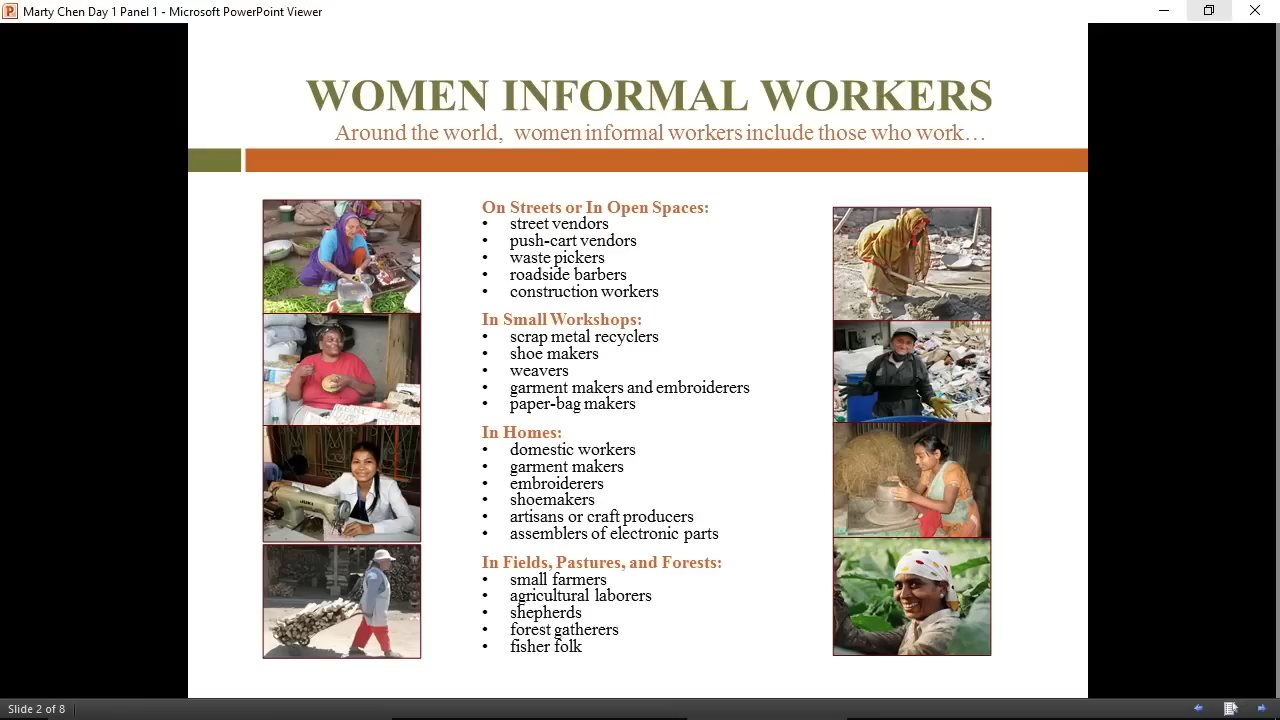 Marty Chen Day 1 Panel 1 - Microsoft PowerPoint Viewer
WOMEN INFORMAL WORKERS
Around the world, women informal workers include those who work…
On Streets or In Open Spaces:
• street vendors
• push-cart vendors
• waste pickers
• roadside barbers
• construction workers
In Small Workshops:
• scrap metal recyclers
• shoe makers
• weavers
• garment makers and embroiderers
• paper-bag makers
In Homes:
• domestic workers
• garment makers
• embroiderers
• shoemakers
• artisans or craft producers
• assemblers of electronic parts
In Fields, Pastures, and Forests:
• small farmers
• agricultural laborers
• shepherds
• forest gatherers
• fisher folk
Slide 2 of 8